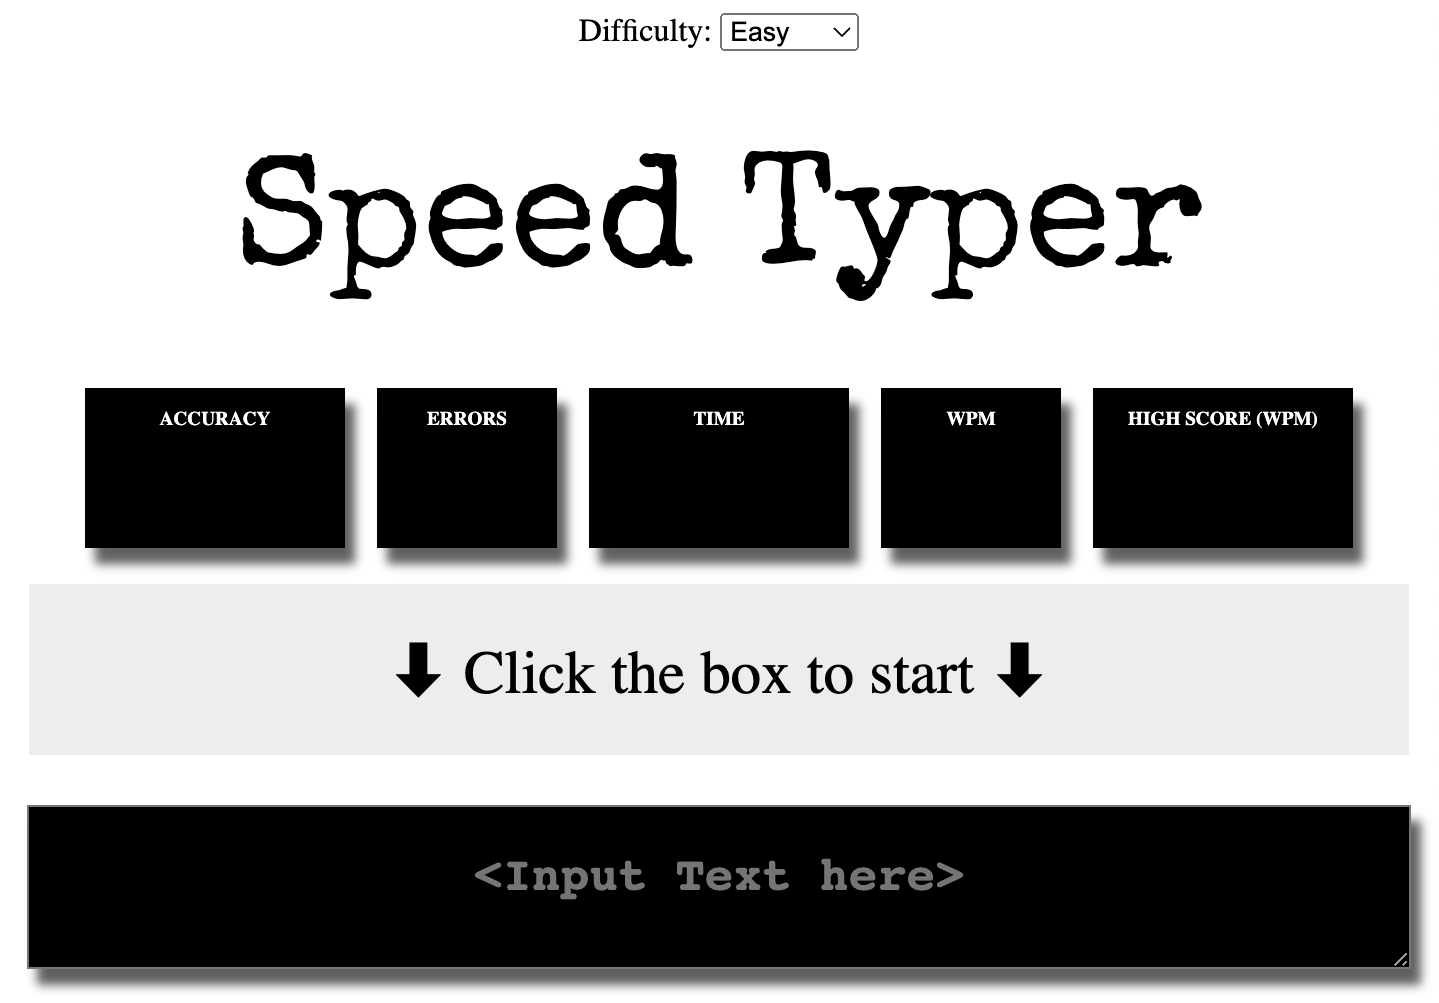 Difficulty: Easy
Speed Typer
ACCURACY ERRORS TIME WPM HIGH SCORE (WPM)
⬇ Click the box to start ⬇
<Input Text here>